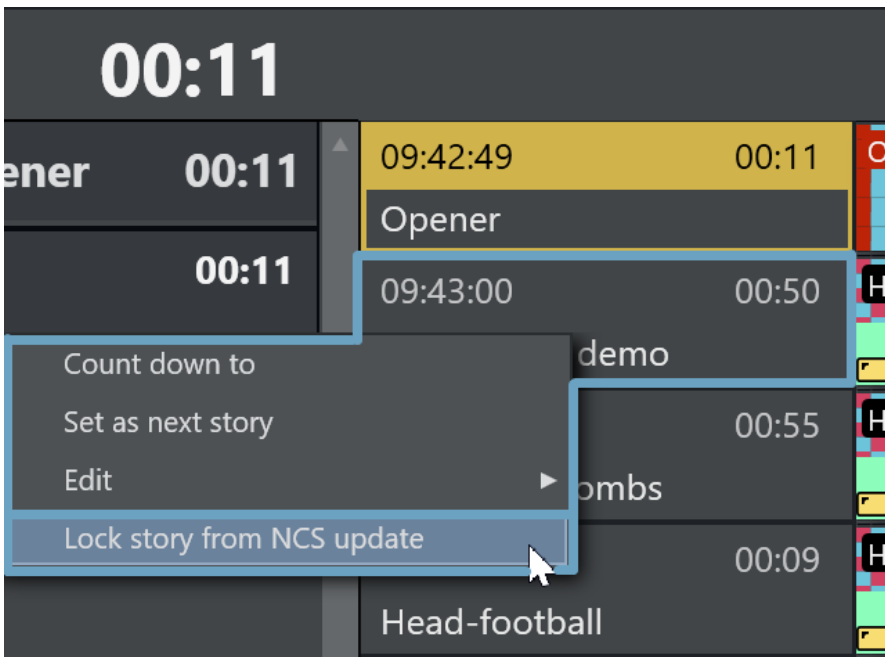 00:11
ener 00:11
00:11
09:42:49 00:11
Opener
09:43:00 00:50
demo
00:55
ombs
00:09
Head-football
Count down to
Set as next story
Edit
Lock story from NCS update
O
H
H
H